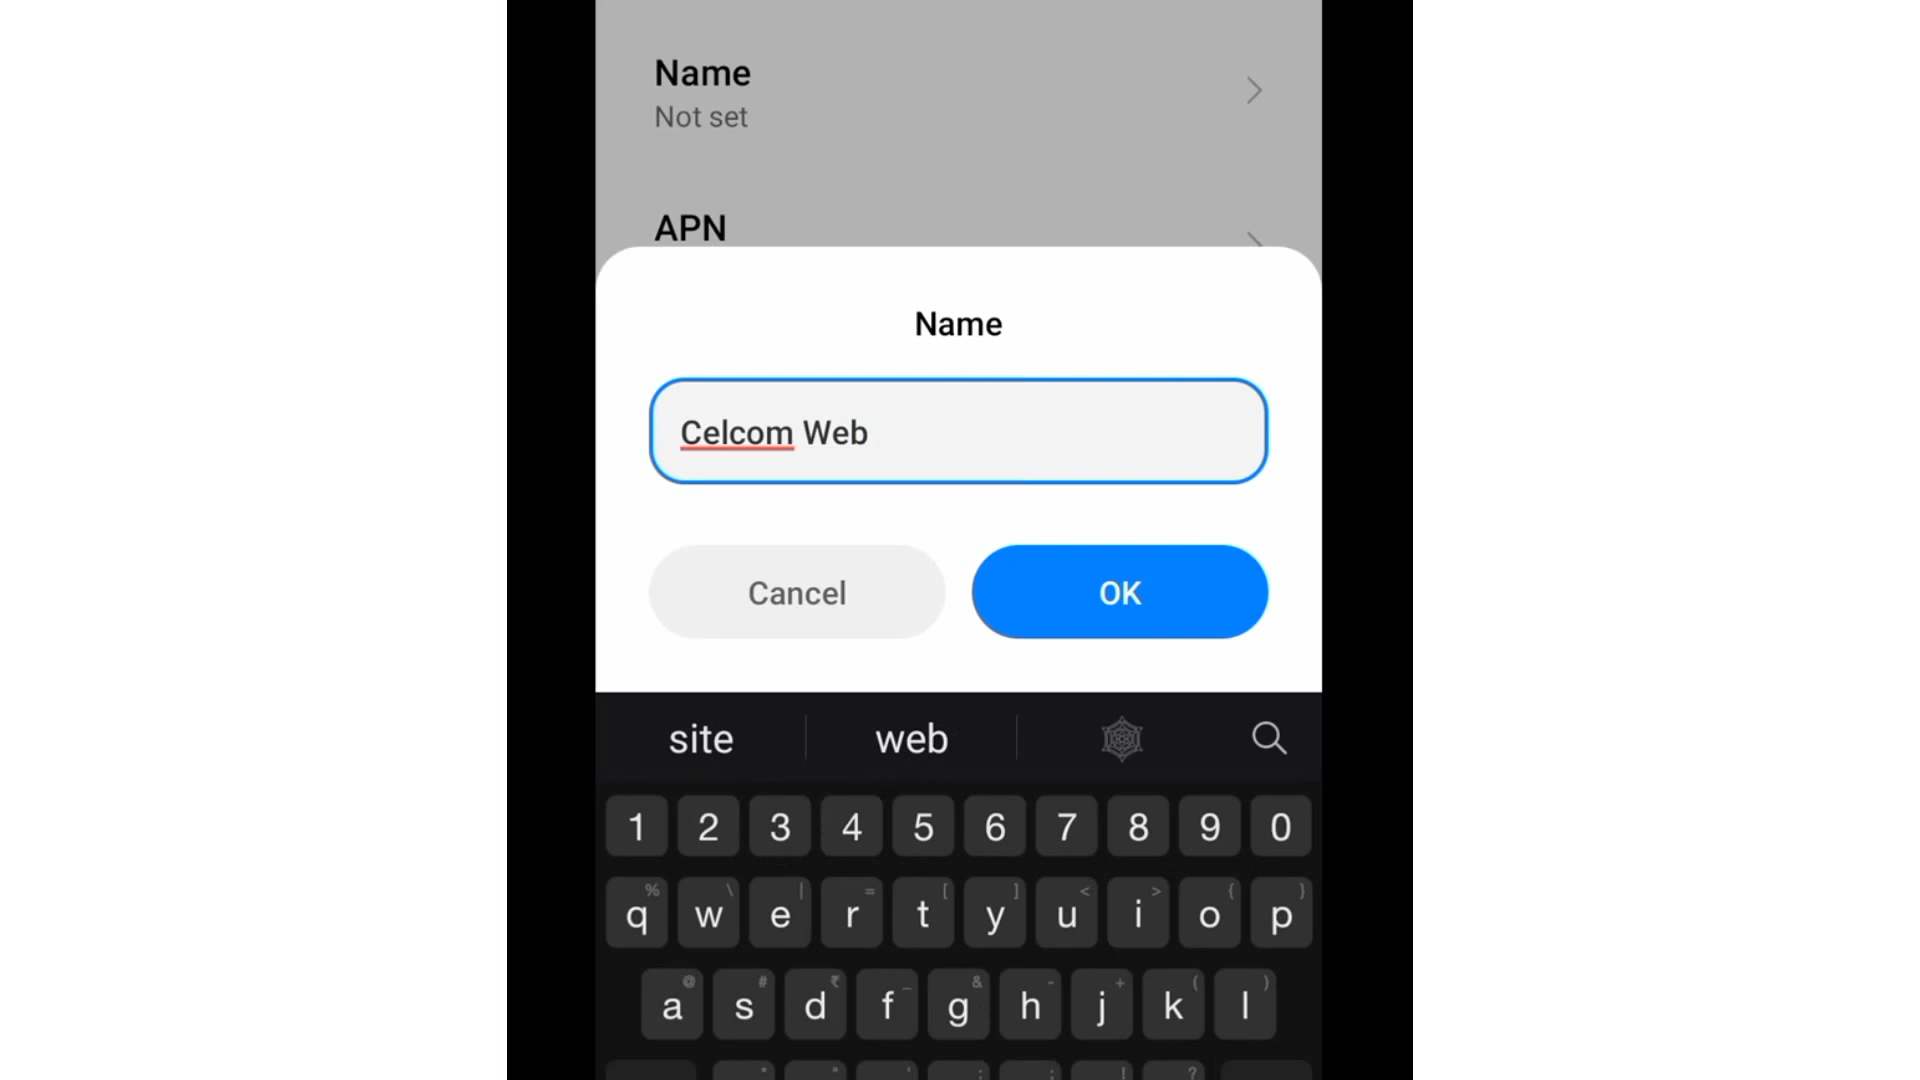 Name
Not set
APN
Name
Celcom Web
Cancel OK
site web
1 2 3 4 5 6 7 8 9 0
% \ | = [ ] < > { }
q w e r t y u i o p
@ # ₹ _ & - + ( )
a s d f g h j k l
* " ' : ; ! ?